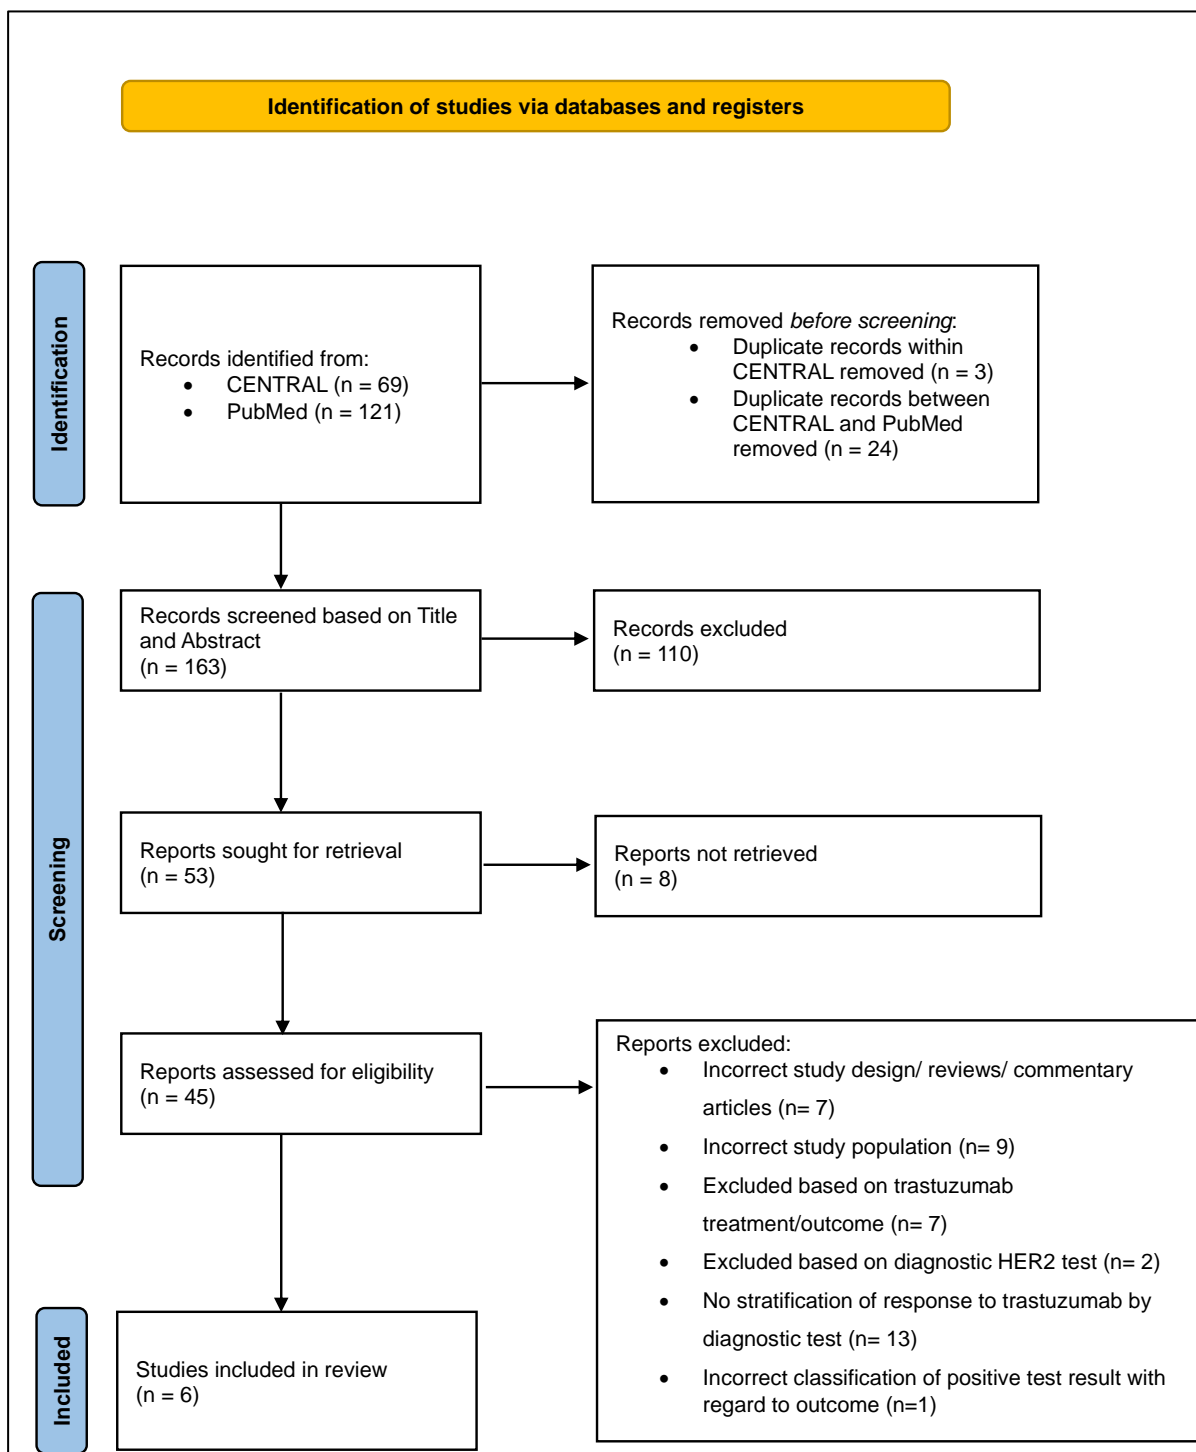 Identification of studies via databases and registers
Identification
Records identified from:
• CENTRAL (n = 69)
• PubMed (n = 121)
Records removed before screening:
• Duplicate records within
CENTRAL removed (n = 3)
• Duplicate records between
CENTRAL and PubMed
removed (n = 24)
Screening
Records screened based on Title
and Abstract
(n = 163)
Records excluded
(n = 110)
Reports sought for retrieval
(n = 53)
Reports not retrieved
(n = 8)
Reports assessed for eligibility
(n = 45)
Reports excluded:
• Incorrect study design/ reviews/ commentary
articles (n= 7)
• Incorrect study population (n= 9)
• Excluded based on trastuzumab
treatment/outcome (n= 7)
• Excluded based on diagnostic HER2 test (n= 2)
• No stratification of response to trastuzumab by
diagnostic test (n= 13)
• Incorrect classification of positive test result with
regard to outcome (n=1)
Included
Studies included in review
(n = 6)